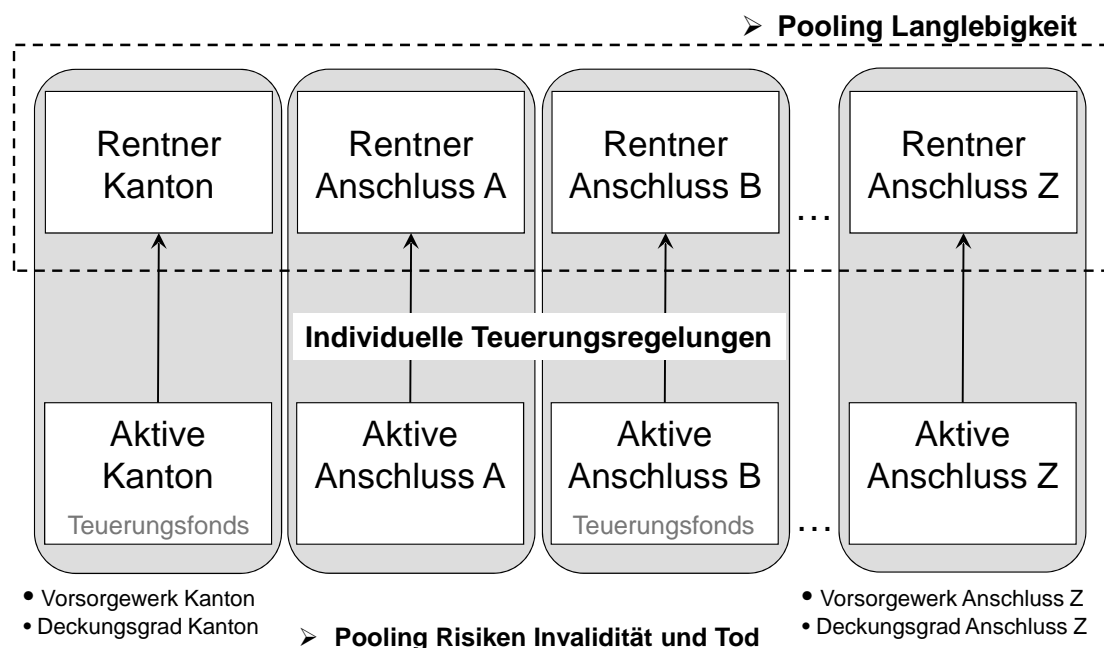 ➢ Pooling Langlebigkeit
Rentner
Kanton
Rentner
Anschluss A
Rentner
Anschluss B
...
Rentner
Anschluss Z
Individuelle Teuerungsregelungen
Aktive
Kanton
Teuerungsfonds
Aktive
Anschluss A
Aktive
Anschluss B
Teuerungsfonds
...
Aktive
Anschluss Z
• Vorsorgewerk Kanton
• Deckungsgrad Kanton
• Vorsorgewerk Anschluss Z
• Deckungsgrad Anschluss Z
➢ Pooling Risiken Invalidität und Tod